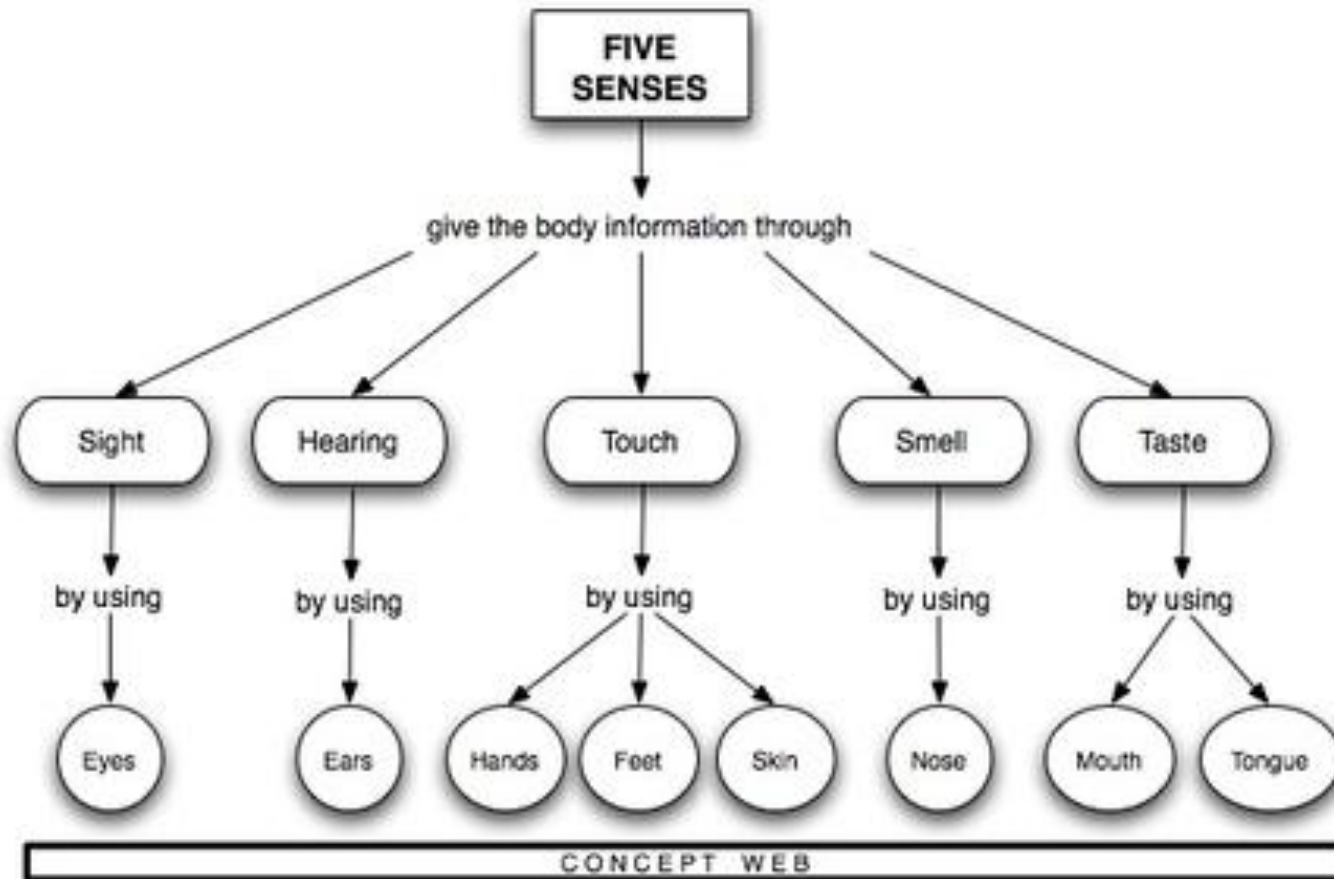 FIVE
SENSES
give the body information through
Sight
Hearing
Touch
Smell
Taste
by using
by using
by using
by using
by using
Eyes
Ears
Hands
Feet
Skin
Nose
Mouth
Tongue
CONCEPT WEB